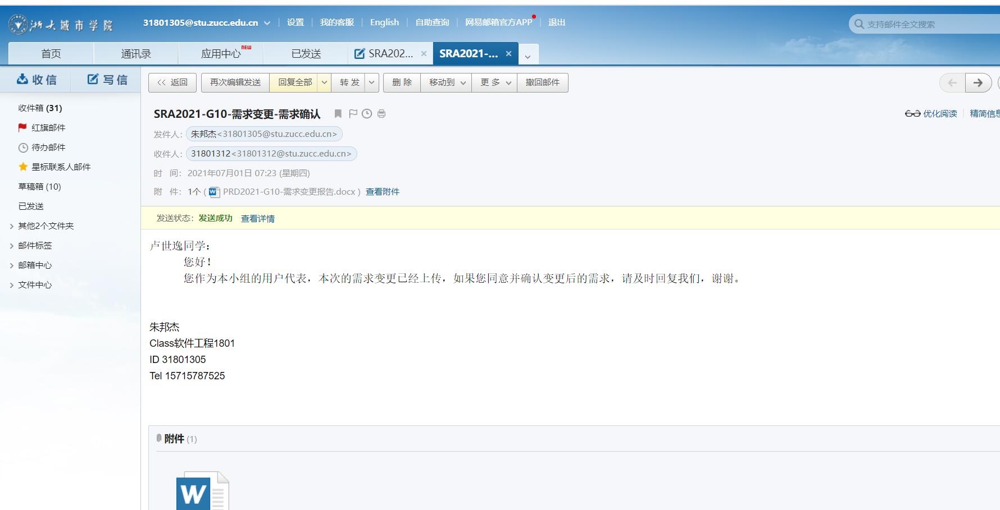 浙大城市学院
31801305@stu.zucc.edu.cn 设置 我的客服 English 自助查询 网易邮箱官方APP 退出
支持邮件全文搜索
首页 通讯录 应用中心 NEW 已发送 SRA202... × SRA2021-... ×
收信 写信
<< 返回 再次编辑发送 回复全部 转 发 删 除 移动到 更 多 撤回邮件
收件箱 (31)
红旗邮件
待办邮件
星标联系人邮件
草稿箱 (10)
已发送
其他2个文件夹
邮件标签
邮箱中心
文件中心
SRA2021-G10-需求变更-需求确认
优化阅读 精简信息
发件人： 朱邦杰<31801305@stu.zucc.edu.cn>
收件人： 31801312<31801312@stu.zucc.edu.cn>
时 间： 2021年07月01日 07:23 (星期四)
附 件： 1个 ( PRD2021-G10-需求变更报告.docx ) 查看附件
发送状态： 发送成功 查看详情
卢世逸同学：
您好！
您作为本小组的用户代表，本次的需求变更已经上传，如果您同意并确认变更后的需求，请及时回复我们，谢谢。
朱邦杰
Class软件工程1801
ID 31801305
Tel 15715787525
附件 (1)
W